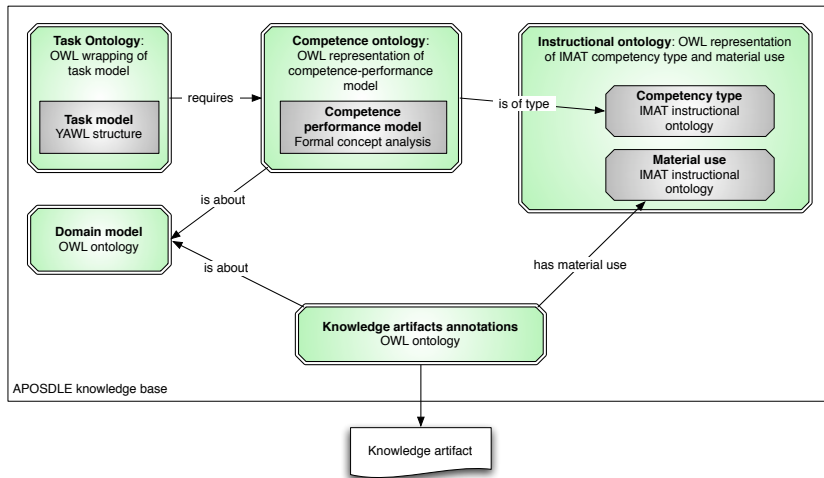 Task Ontology:
OWL wrapping of
task model
Task model
YAWL structure
requires
Competence ontology:
OWL representation of
competence-performance
model
Competence
performance model
Formal concept analysis
is of type
Instructional ontology: OWL representation
of IMAT competency type and material use
Competency type
IMAT instructional
ontology
Material use
IMAT instructional
ontology
is about
Domain model
OWL ontology
is about
has material use
Knowledge artifacts annotations
OWL ontology
APOSDLE knowledge base
Knowledge artifact